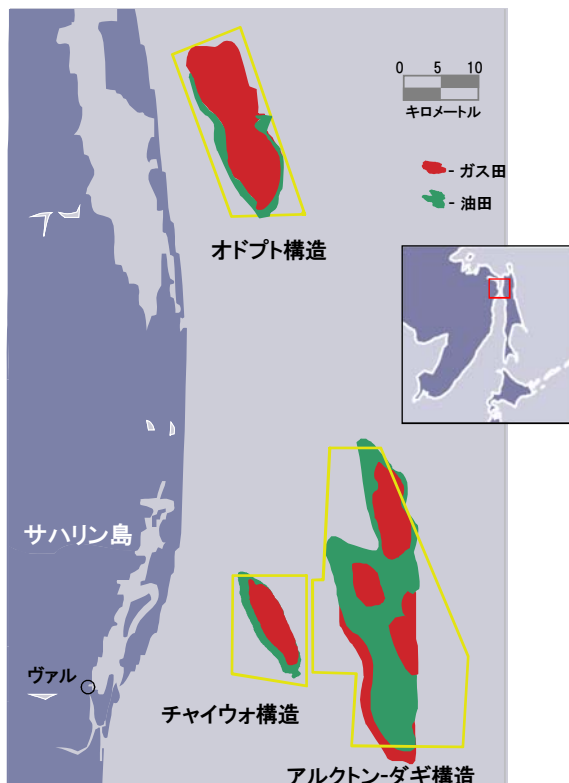 0 5 10
キロメートル
- ガス田
- 油田
オドプト構造
サハリン島
ヴァル
チャイウォ構造
アルクトン-ダギ構造